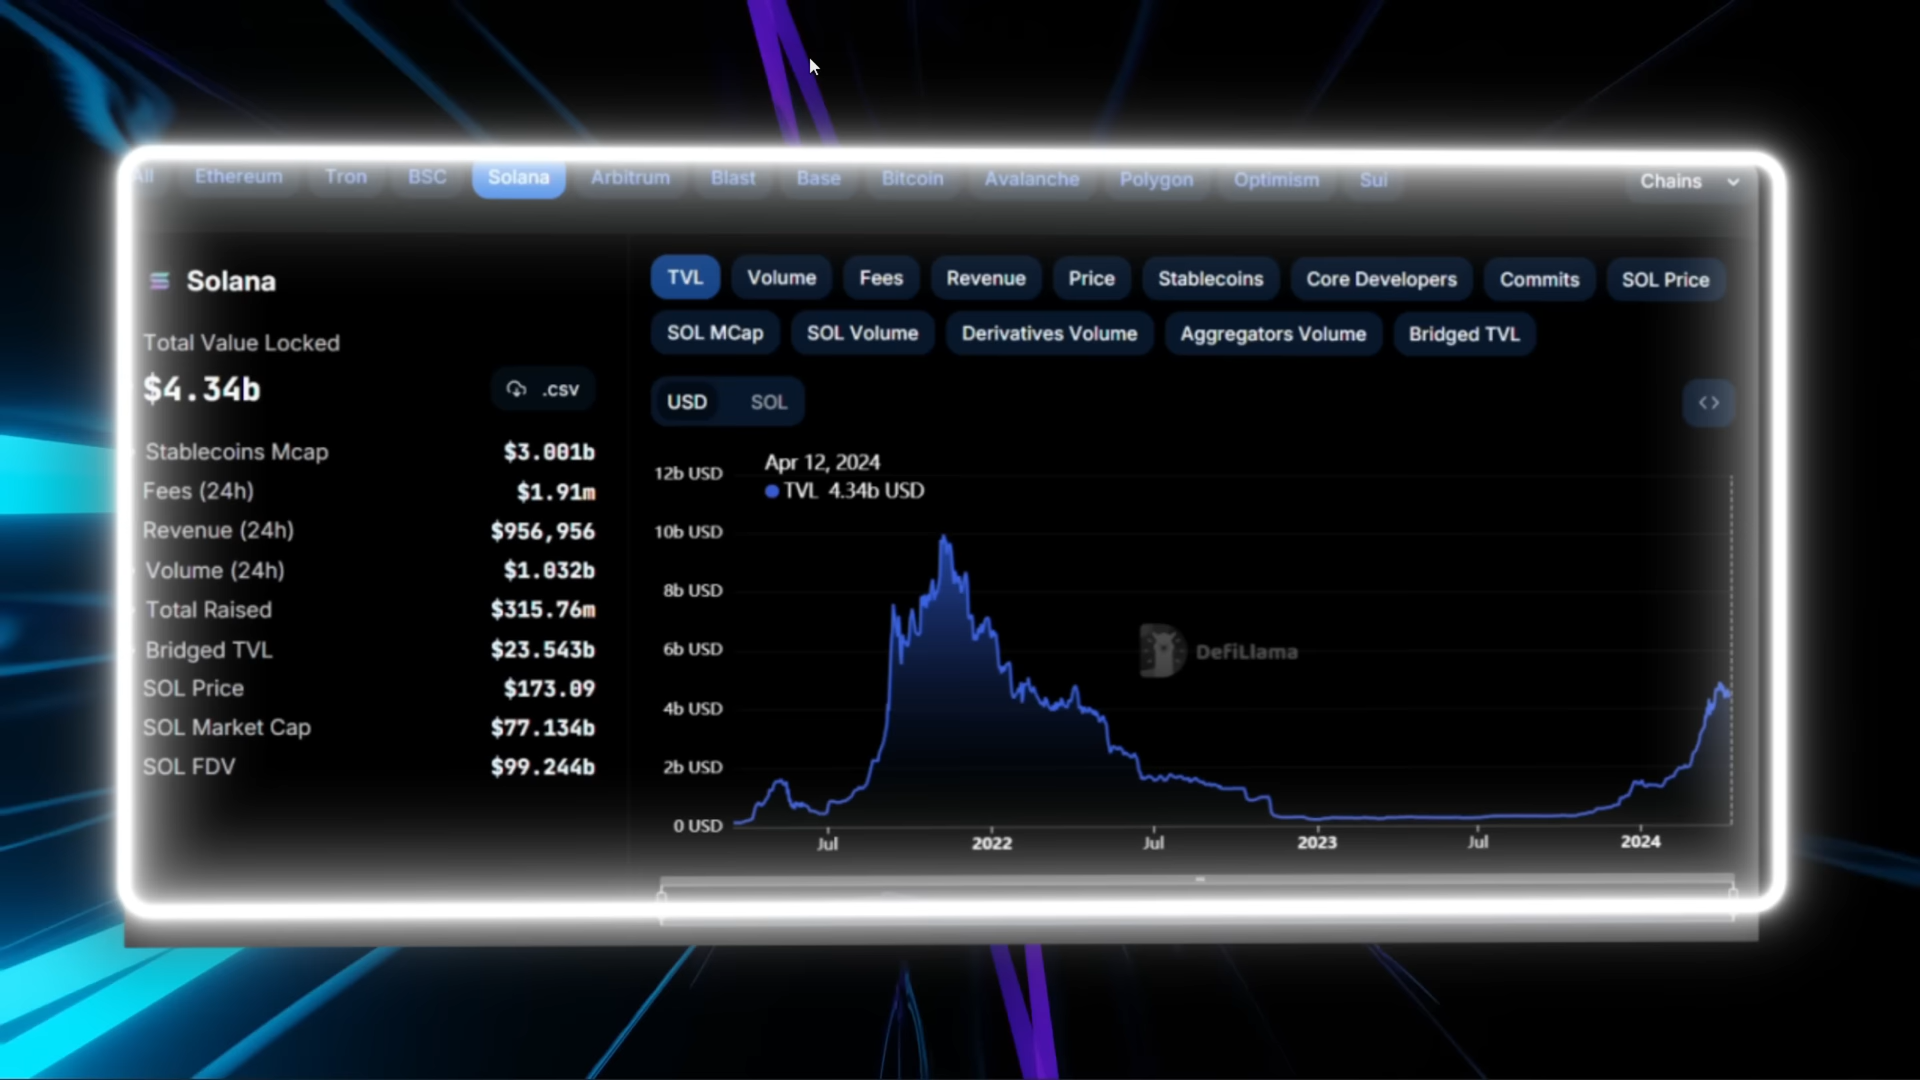 All Ethereum Tron BSC Solana Arbitrum Blast Base Bitcoin Avalanche Polygon Optimism Sui Chains
Solana
Total Value Locked
$4.34b .csv
Stablecoins Mcap $3.001b
Fees (24h) $1.91m
Revenue (24h) $956,956
Volume (24h) $1.032b
Total Raised $315.76m
Bridged TVL $23.543b
SOL Price $173.09
SOL Market Cap $77.134b
SOL FDV $99.244b
TVL Volume Fees Revenue Price Stablecoins Core Developers Commits SOL Price
SOL MCap SOL Volume Derivatives Volume Aggregators Volume Bridged TVL
USD SOL
Apr 12, 2024
TVL 4.34b USD
12b USD
10b USD
8b USD
6b USD
4b USD
2b USD
0 USD
DefiLlama
Jul 2022 Jul 2023 Jul 2024